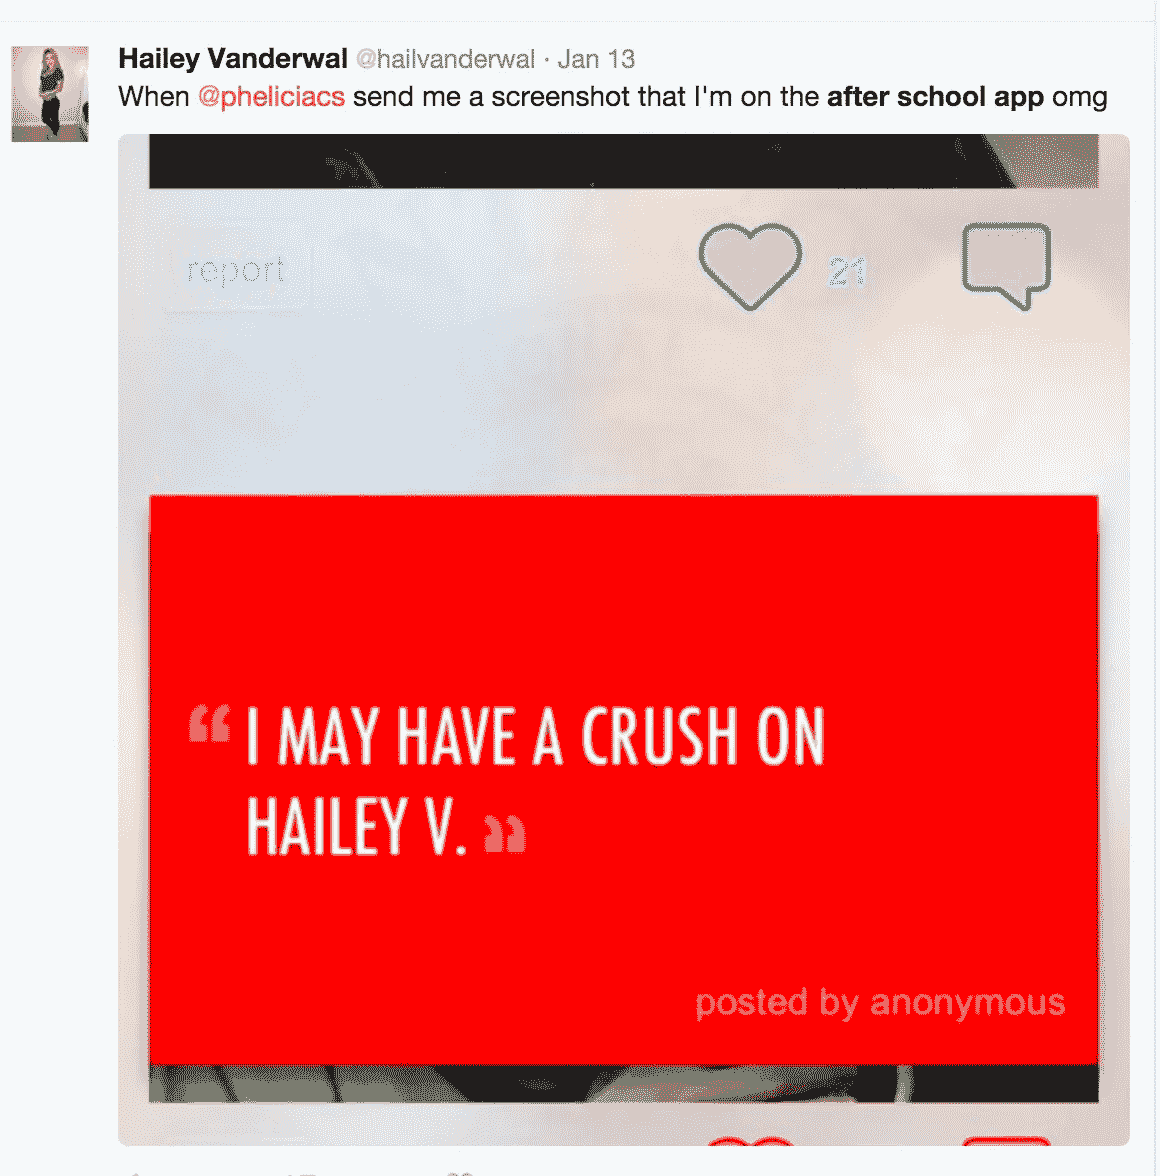 Hailey Vanderwal @hailvanderwal · Jan 13
When @pheliciacs send me a screenshot that I'm on the after school app omg
report 21
“ I MAY HAVE A CRUSH ON
HAILEY V. ”
posted by anonymous